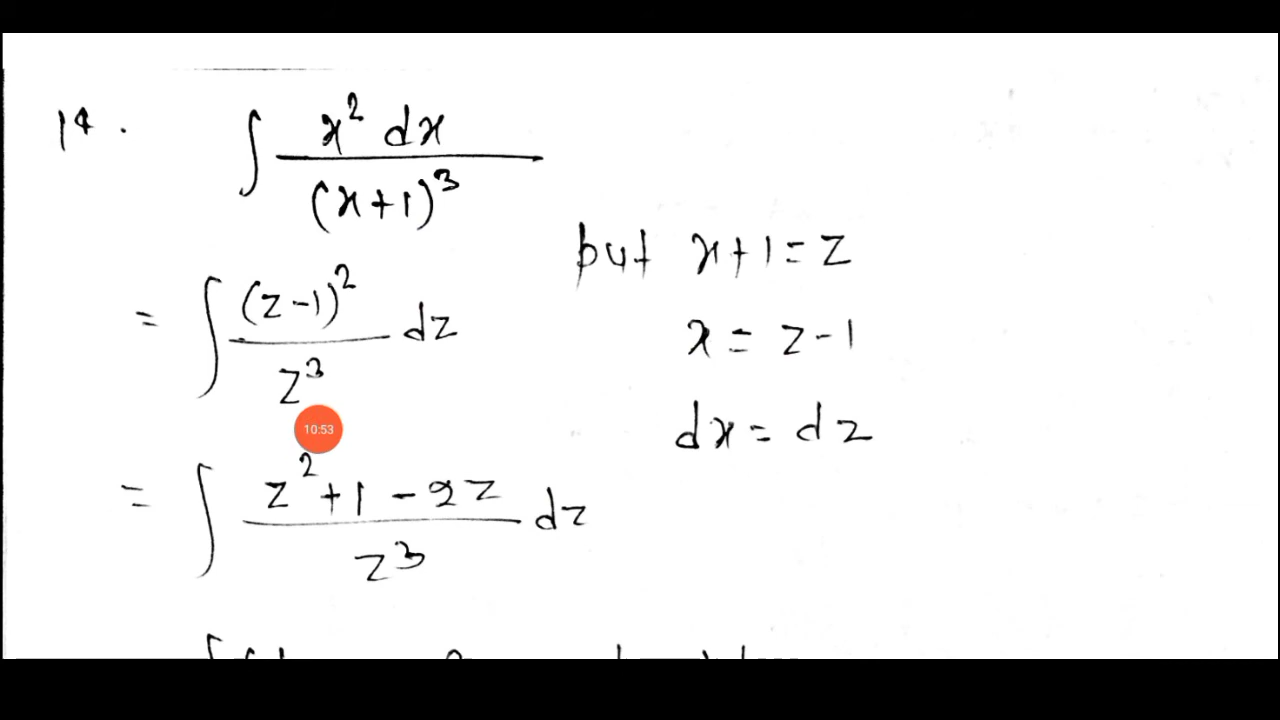 14.
∫ x² dx / (x+1)³
put x+1=z
= ∫ (z-1)² / z³ dz
x = z-1
dx = dz
10:53
= ∫ z²+1-2z / z³ dz